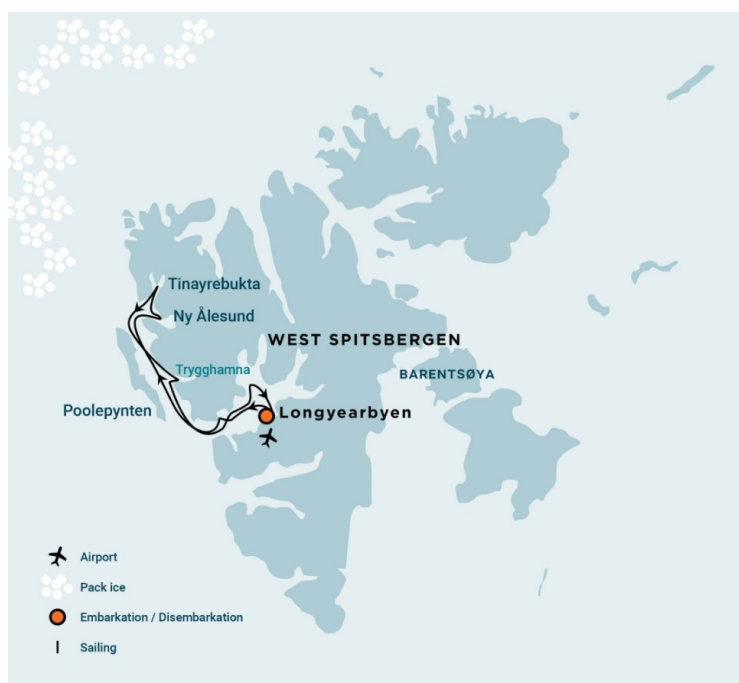 Tinayrebukta
Ny Ålesund
WEST SPITSBERGEN
Trygghamna
BARENTSØYA
Poolepynten
Longyearbyen
Airport
Pack ice
Embarkation / Disembarkation
Sailing